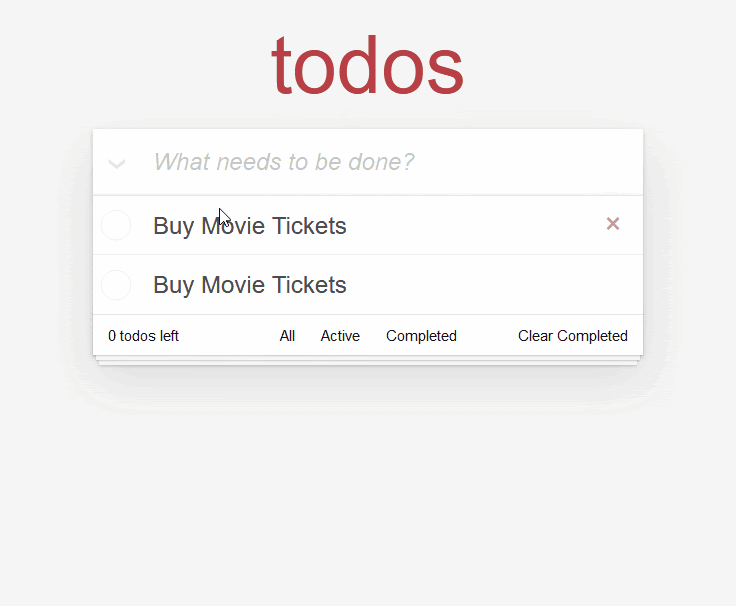 todos
What needs to be done?
Buy Movie Tickets
Buy Movie Tickets
0 todos left All Active Completed Clear Completed